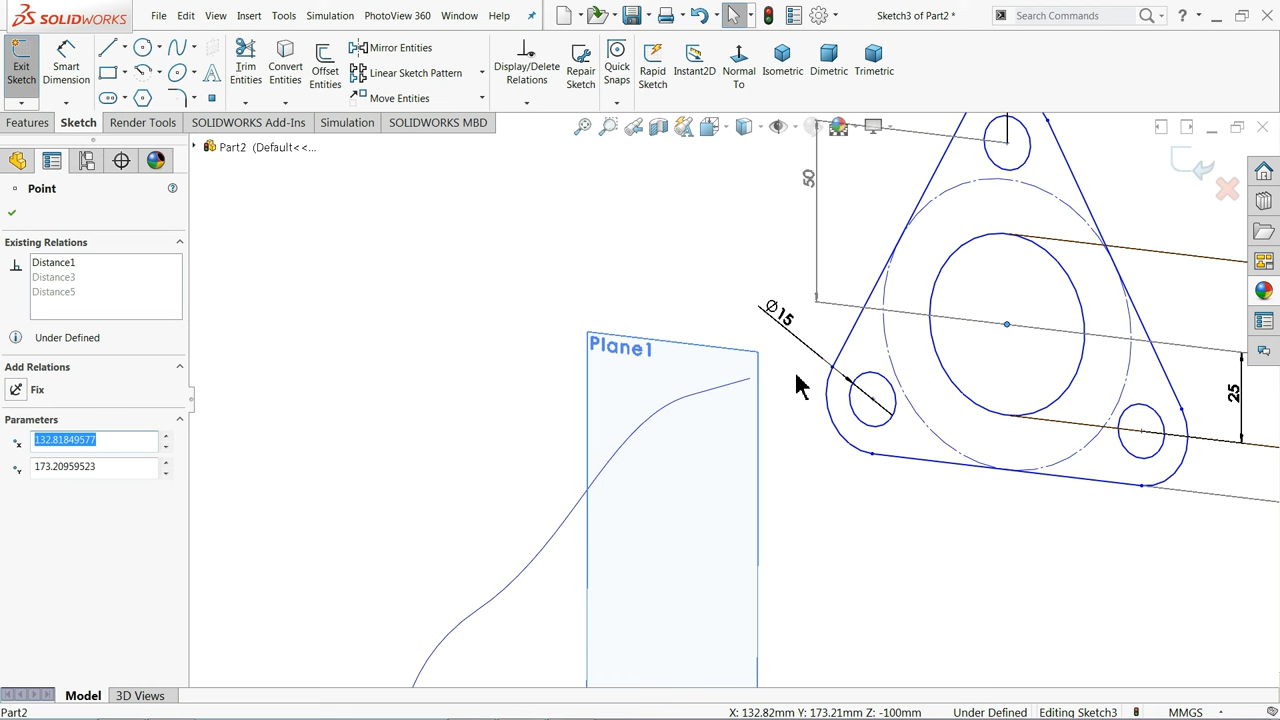 SOLIDWORKS
File Edit View Insert Tools Simulation PhotoView 360 Window Help
Sketch3 of Part2 *
Search Commands
Exit Sketch
Smart Dimension
Trim Entities
Convert Entities
Offset Entities
Mirror Entities
Linear Sketch Pattern
Move Entities
Display/Delete Relations
Repair Sketch
Quick Snaps
Rapid Sketch
Instant2D
Normal To
Isometric
Dimetric
Trimetric
Features Sketch Render Tools SOLIDWORKS Add-Ins Simulation SOLIDWORKS MBD
Part2 (Default<<...
Point
Existing Relations
Distance1
Distance3
Distance5
Under Defined
Add Relations
Fix
Parameters
132.81849577
173.20959523
50
Ø15
Plane1
25
Model 3D Views
Part2
X: 132.82mm Y: 173.21mm Z: -100mm Under Defined Editing Sketch3 MMGS